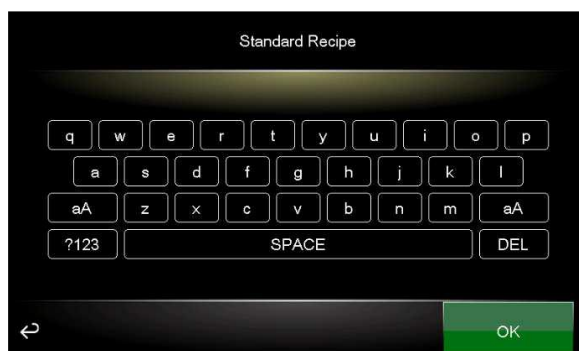 Standard Recipe
q w e r t y u i o p
a s d f g h j k l
aA z x c v b n m aA
?123 SPACE DEL
OK